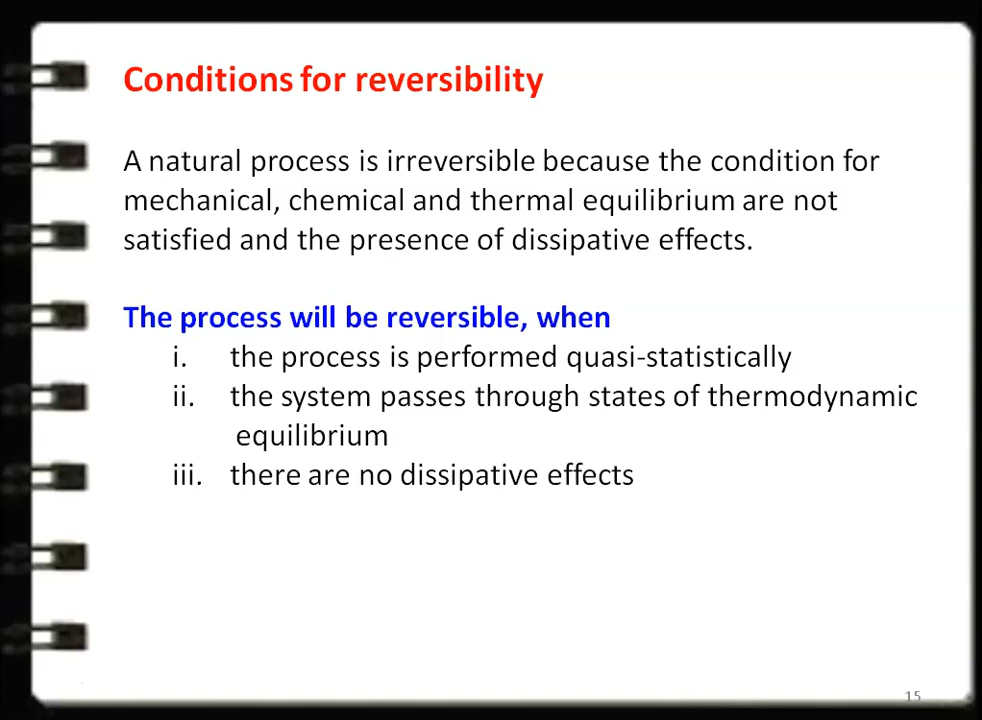 Conditions for reversibility
A natural process is irreversible because the condition for
mechanical, chemical and thermal equilibrium are not
satisfied and the presence of dissipative effects.
The process will be reversible, when
i. the process is performed quasi-statistically
ii. the system passes through states of thermodynamic
equilibrium
iii. there are no dissipative effects
15